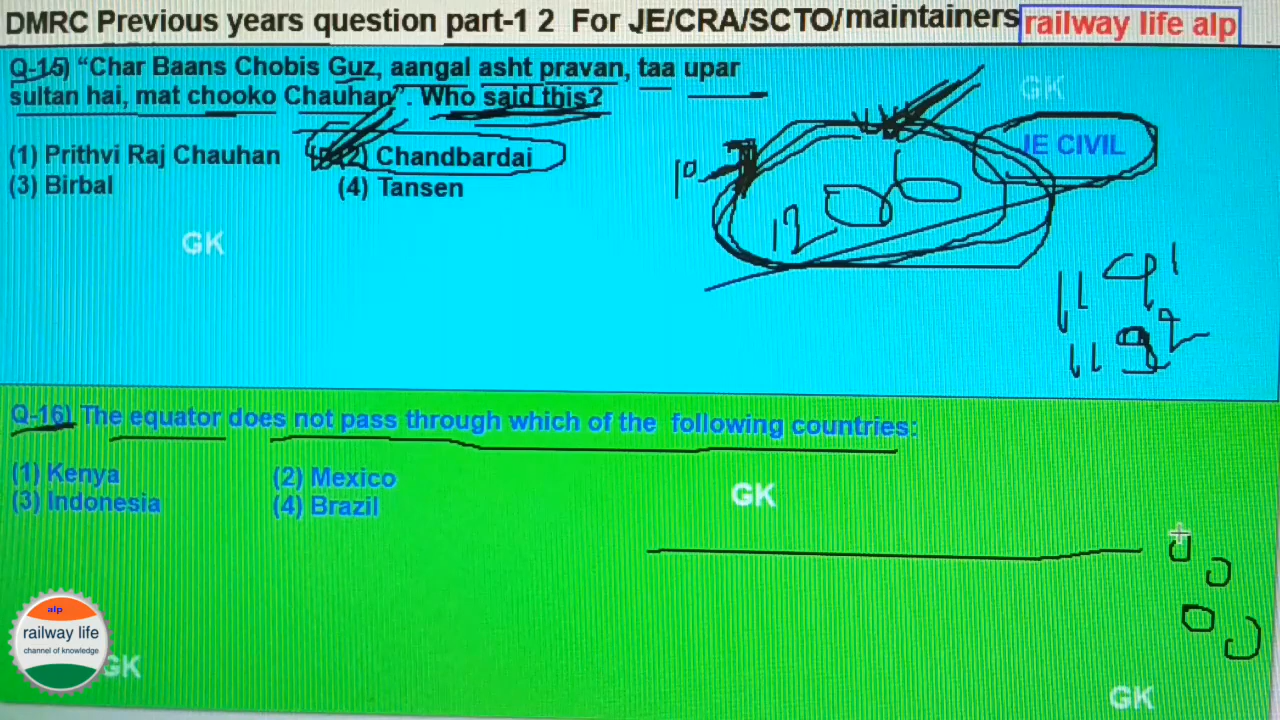 DMRC Previous years question part-1 2 For JE/CRA/SCTO/maintainers
railway life alp
Q-15) “Char Baans Chobis Guz, aangal asht pravan, taa upar
sultan hai, mat chooko Chauhan”. Who said this?
GK
(1) Prithvi Raj Chauhan
(2) Chandbardai
JE CIVIL
(3) Birbal
(4) Tansen
GK
1191
1192
Q-16) The equator does not pass through which of the following countries:
(1) Kenya
(2) Mexico
(3) Indonesia
(4) Brazil
GK
alp
railway life
channel of knowledge
GK
GK